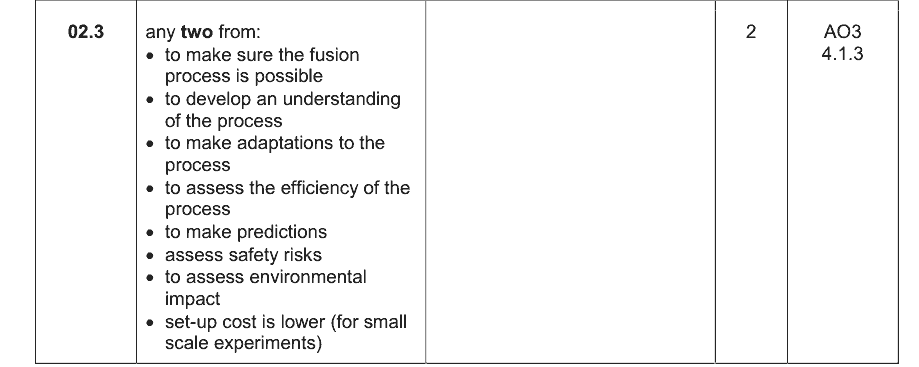 02.3 any two from: 2 AO3
• to make sure the fusion 4.1.3
process is possible
• to develop an understanding
of the process
• to make adaptations to the
process
• to assess the efficiency of the
process
• to make predictions
• assess safety risks
• to assess environmental
impact
• set-up cost is lower (for small
scale experiments)